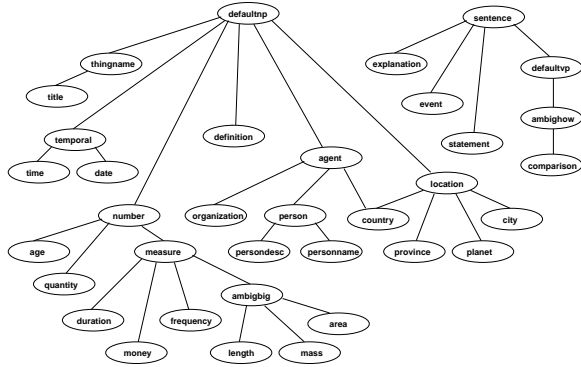 defaultnp
sentence
thingname
explanation
defaultvp
title
event
ambighow
temporal
definition
statement
time
date
agent
comparison
location
organization
person
country
city
number
age
measure
persondesc
personname
province
planet
quantity
ambigbig
duration
frequency
area
money
length
mass